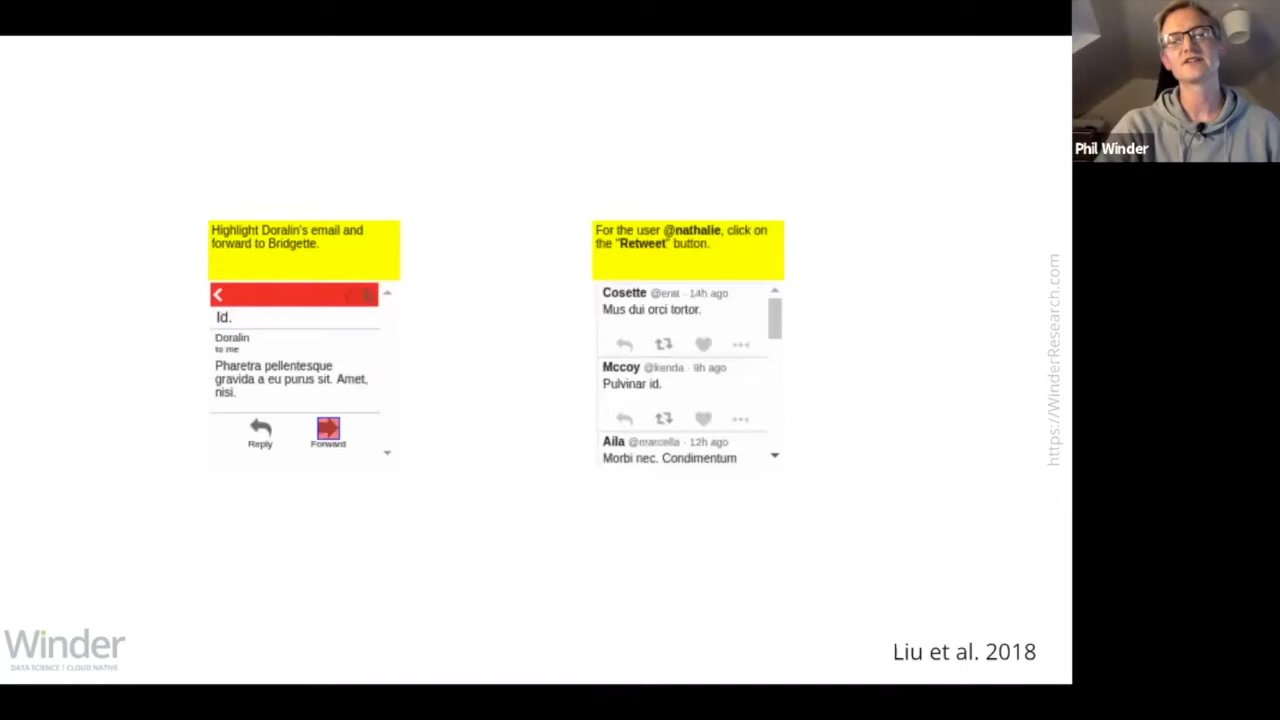 Highlight Doralin's email and
forward to Bridgette.
Id.
Doralin
to me
Pharetra pellentesque
gravida a eu purus sit. Amet,
nisi.
Reply
Forward
For the user @nathalie, click on
the "Retweet" button.
Cosette @erat · 14h ago
Mus dui orci tortor.
Mccoy @kenda · 9h ago
Pulvinar id.
Aila @marcella · 12h ago
Morbi nec. Condimentum
https://WinderResearch.com
Winder
DATA SCIENCE | CLOUD NATIVE
Liu et al. 2018
Phil Winder